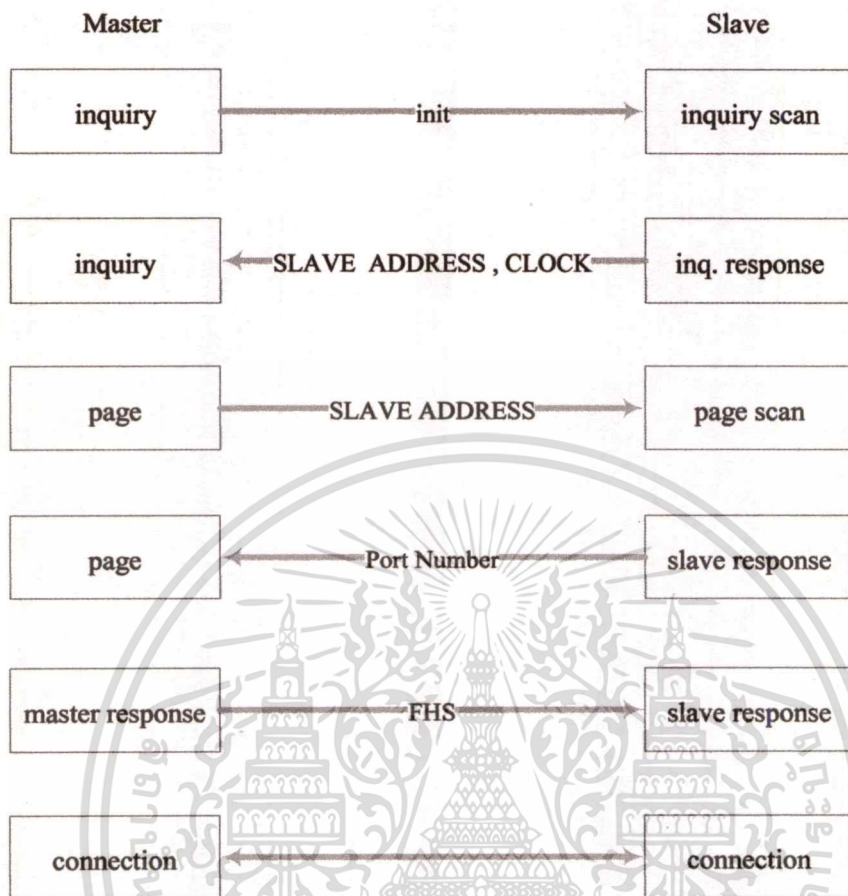 Master Slave
inquiry init inquiry scan
inquiry SLAVE ADDRESS , CLOCK inq. response
page SLAVE ADDRESS page scan
page Port Number slave response
master response FHS slave response
connection connection